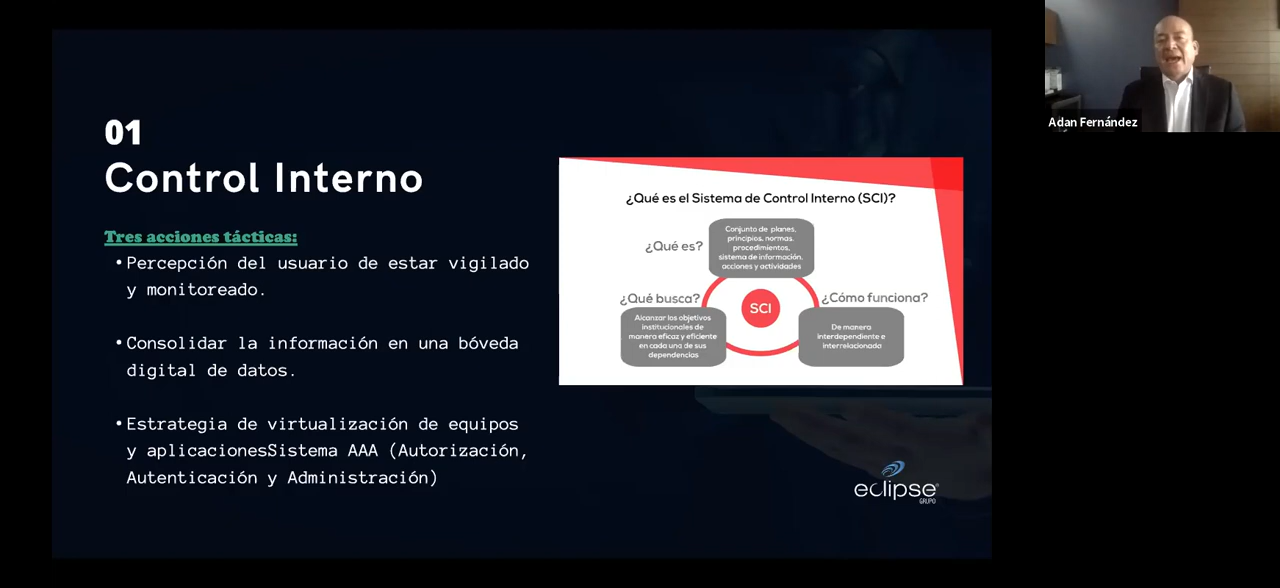 01
Control Interno
Tres acciones tácticas:
•Percepción del usuario de estar vigilado
y monitoreado.
•Consolidar la información en una bóveda
digital de datos.
•Estrategia de virtualización de equipos
y aplicacionesSistema AAA (Autorización,
Autenticación y Administración)
¿Qué es el Sistema de Control Interno (SCI)?
¿Qué es?
Conjunto de planes,
principios, normas,
procedimientos,
sistema de información,
acciones y actividades
¿Qué busca?
Alcanzar los objetivos
institucionales de
manera eficaz y eficiente
en cada una de sus
dependencias
SCI
¿Cómo funciona?
De manera
interdependiente e
interrelacionada
eclipse
GRUPO
Adan Fernández